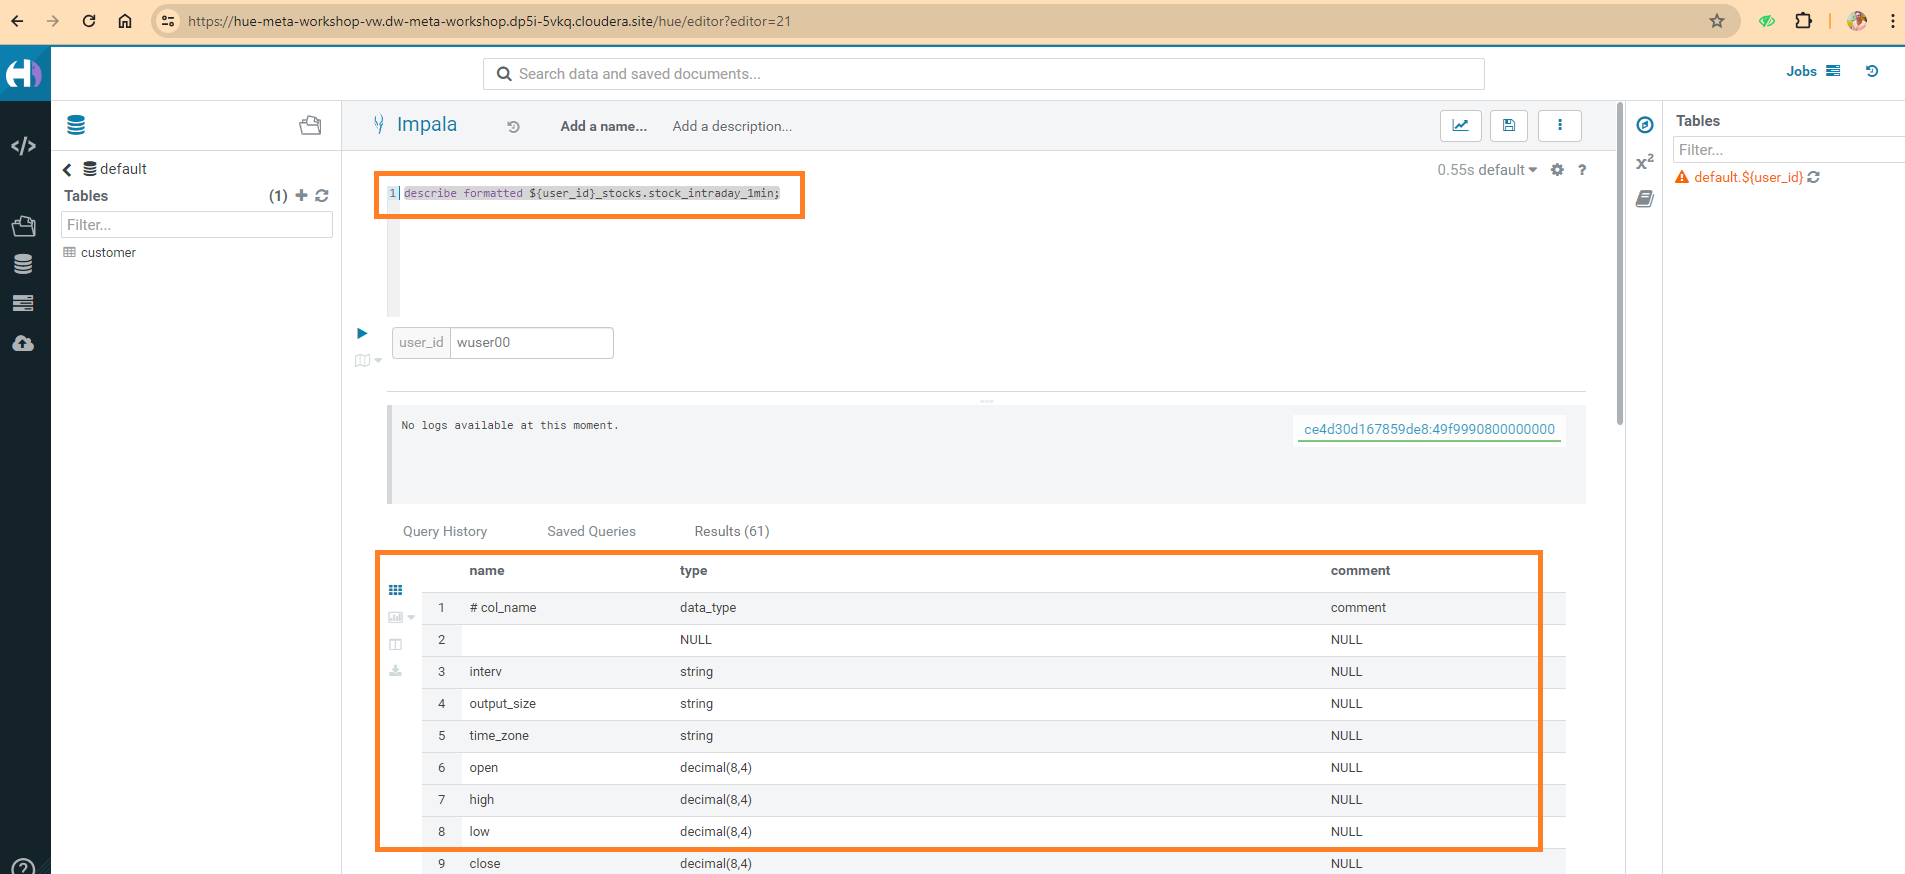 https://hue-meta-workshop-vw.dw-meta-workshop.dp5i-5vkq.cloudera.site/hue/editor?editor=21
Search data and saved documents...
Jobs
Impala
Add a name...
Add a description...
default
Tables (1)
Filter...
customer
0.55s default ?
1 describe formatted ${user_id}_stocks.stock_intraday_1min;
user_id wuser00
No logs available at this moment.
ce4d30d167859de8:49f9990800000000
Query History Saved Queries Results (61)
name type comment
1 # col_name data_type comment
2 NULL NULL
3 interv string NULL
4 output_size string NULL
5 time_zone string NULL
6 open decimal(8,4) NULL
7 high decimal(8,4) NULL
8 low decimal(8,4) NULL
9 close decimal(8,4) NULL
x²
Tables
Filter...
default.${user_id}